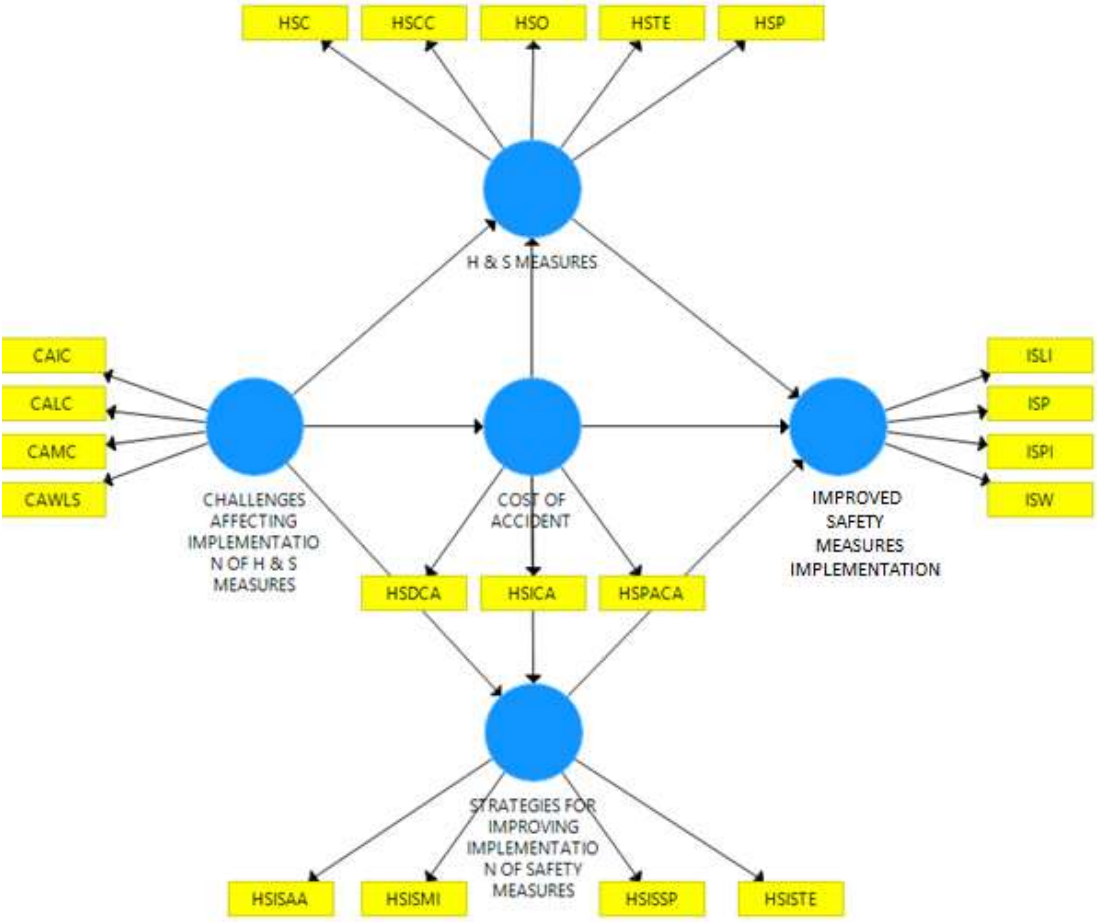 HSC
HSCC
HSO
HSTE
HSP
H & S MEASURES
CAIC
CALC
CAMC
CAWLS
CHALLENGES
AFFECTING
IMPLEMENTATIO
N OF H & S
MEASURES
COST OF
ACCIDENT
IMPROVED
SAFETY
MEASURES
IMPLEMENTATION
ISLI
ISP
ISPI
ISW
HSDCA
HSICA
HSPACA
STRATEGIES FOR
IMPROVING
IMPLEMENTATIO
N OF SAFETY
MEASURES
HSISAA
HSISMI
HSISSP
HSISTE